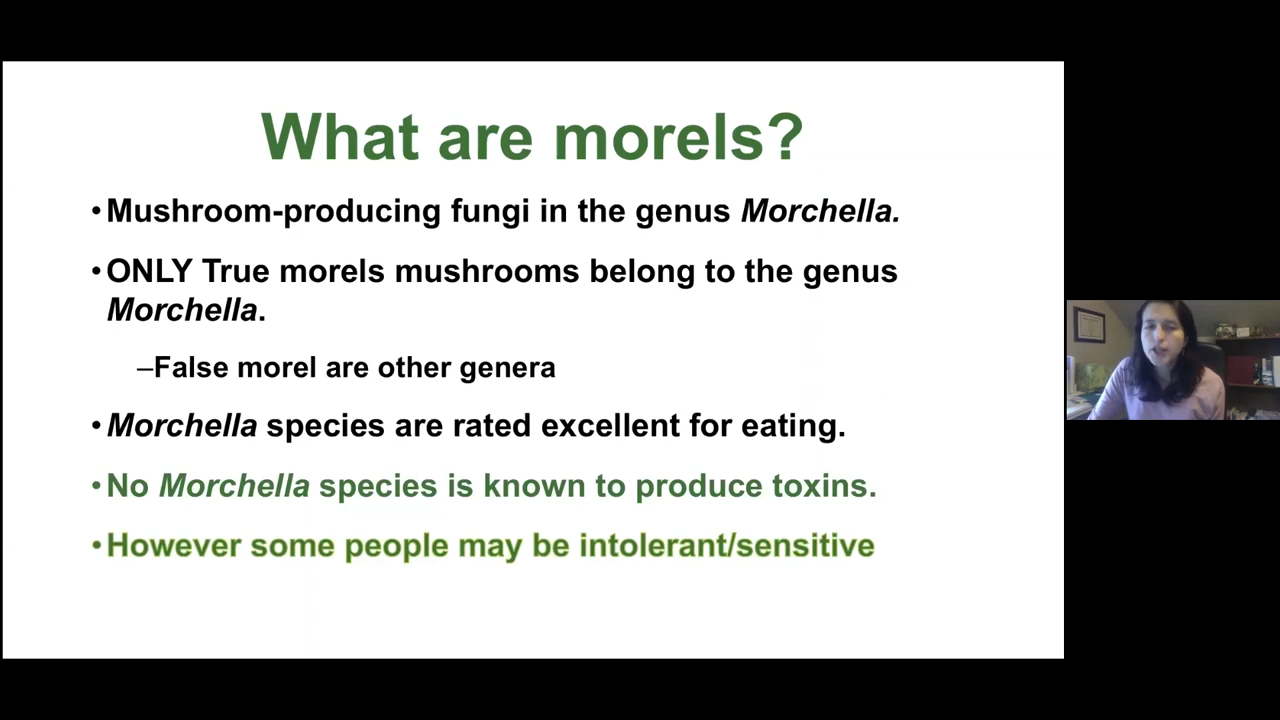 What are morels?
•Mushroom-producing fungi in the genus Morchella.
•ONLY True morels mushrooms belong to the genus
Morchella.
–False morel are other genera
•Morchella species are rated excellent for eating.
•No Morchella species is known to produce toxins.
•However some people may be intolerant/sensitive